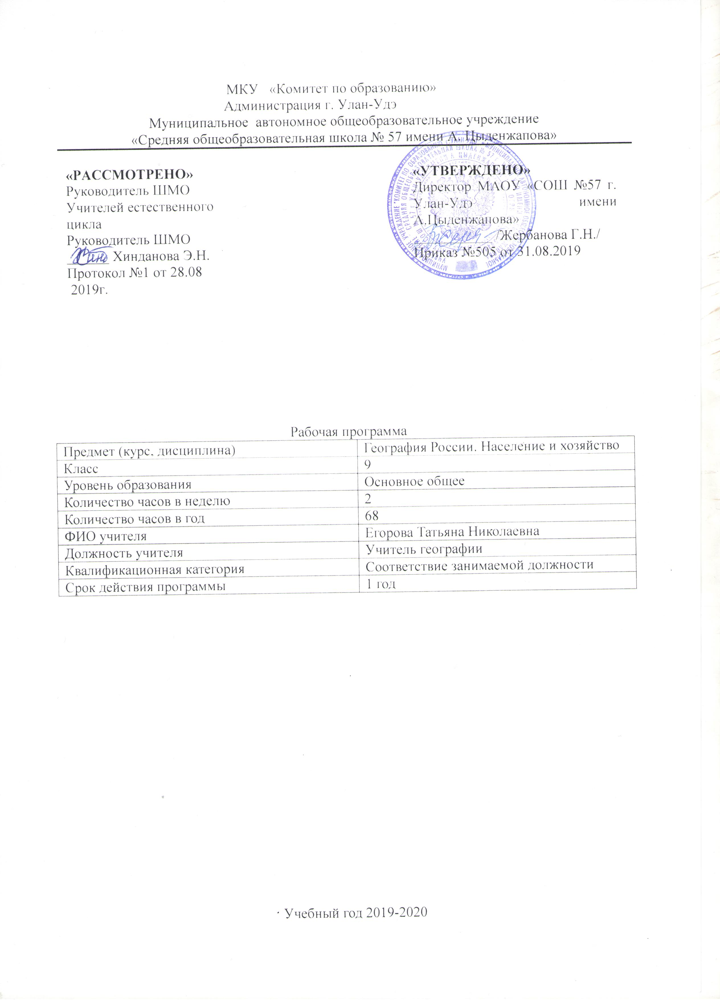 МКУ «Комитет по образованию»
Администрация г. Улан-Удэ
Муниципальное автономное общеобразовательное учреждение
«Средняя общеобразовательная школа № 57 имени А. Цыденжапова»
«РАССМОТРЕНО»
Руководитель ШМО
Учителей естественного
цикла
Руководитель ШМО
Хинданова Э.Н.
Протокол №1 от 28.08
2019г.
«УТВЕРЖДЕНО»
Директор МАОУ «СОШ №57 г.
Улан-Удэ имени
А.Цыденжапова»
/Жербанова Г.Н./
Приказ №505 от 31.08.2019
Рабочая программа
Предмет (курс, дисциплина) География России. Население и хозяйство
Класс 9
Уровень образования Основное общее
Количество часов в неделю 2
Количество часов в год 68
ФИО учителя Егорова Татьяна Николаевна
Должность учителя Учитель географии
Квалификационная категория Соответствие занимаемой должности
Срок действия программы 1 год
Учебный год 2019-2020